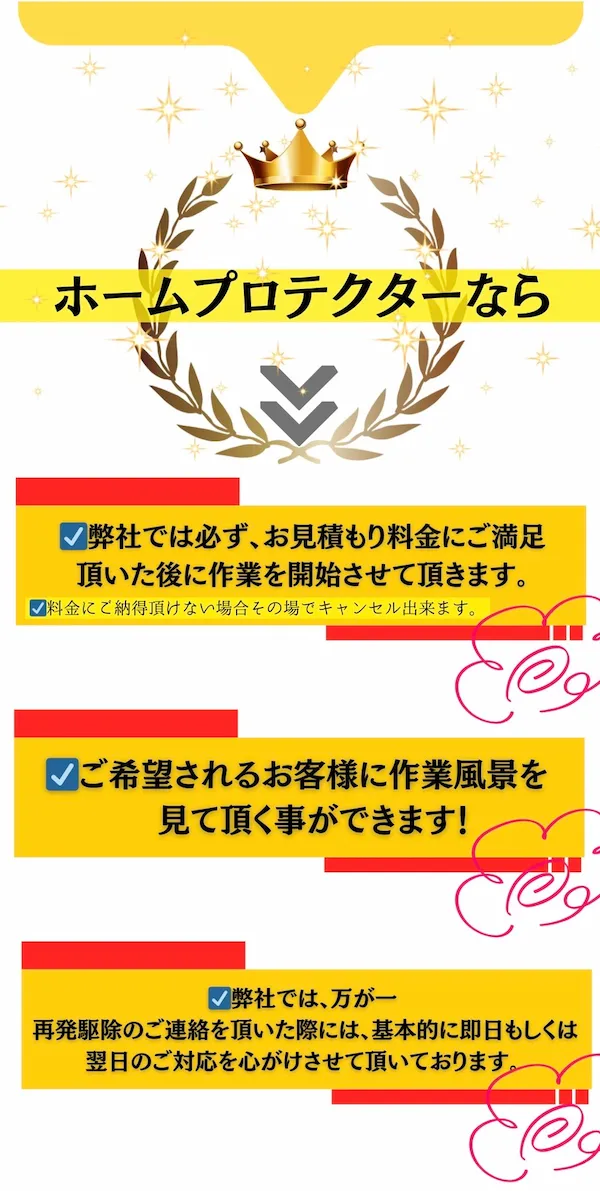 ホームプロテクターなら
☑弊社では必ず、お見積もり料金にご満足
頂いた後に作業を開始させて頂きます。
☑料金にご納得頂けない場合その場でキャンセル出来ます。
☑ご希望されるお客様に作業風景を
見て頂く事ができます!
☑弊社では、万が一
再発駆除のご連絡を頂いた際には、基本的に即日もしくは
翌日のご対応を心がけさせて頂いております。